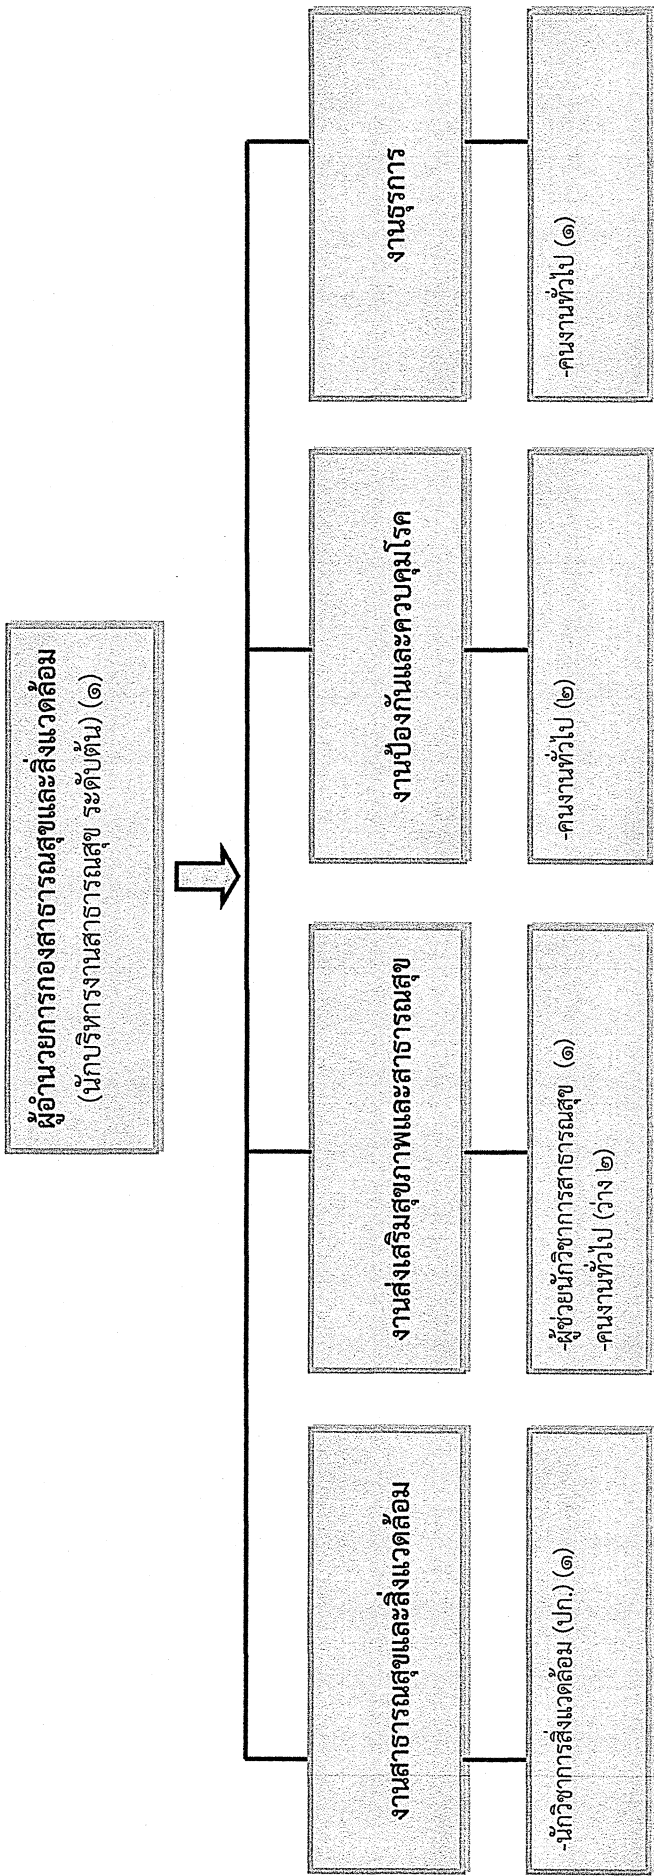 ผู้อำนวยการกองสาธารณสุขและสิ่งแวดล้อม
(นักบริหารงานสาธารณสุข ระดับต้น) (๑)
งานสาธารณสุขและสิ่งแวดล้อม
-นักวิชาการสิ่งแวดล้อม (ปก.) (๑)
งานส่งเสริมสุขภาพและสาธารณสุข
-ผู้ช่วยนักวิชาการสาธารณสุข (๑)
-คนงานทั่วไป (ว่าง ๒)
งานป้องกันและควบคุมโรค
-คนงานทั่วไป (๒)
งานธุรการ
-คนงานทั่วไป (๑)